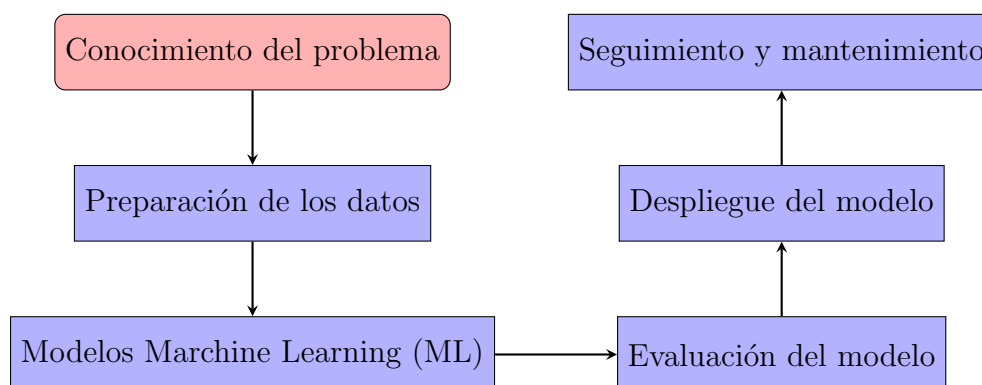 Conocimiento del problema
Preparación de los datos
Modelos Marchine Learning (ML)
Evaluación del modelo
Despliegue del modelo
Seguimiento y mantenimiento